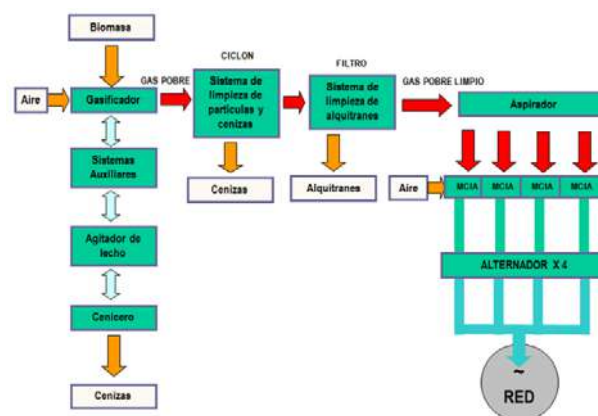 Biomasa
CICLON
FILTRO
GAS POBRE
GAS POBRE LIMPIO
Aire
Gasificador
Sistema de
limpieza de
partículas y
cenizas
Sistema de
limpieza de
alquitranes
Aspirador
Sistemas
Auxiliares
Cenizas
Alquitranes
Aire
MCIA
MCIA
MCIA
MCIA
Agitador de
lecho
ALTERNADOR X 4
Cenicero
~
RED
Cenizas